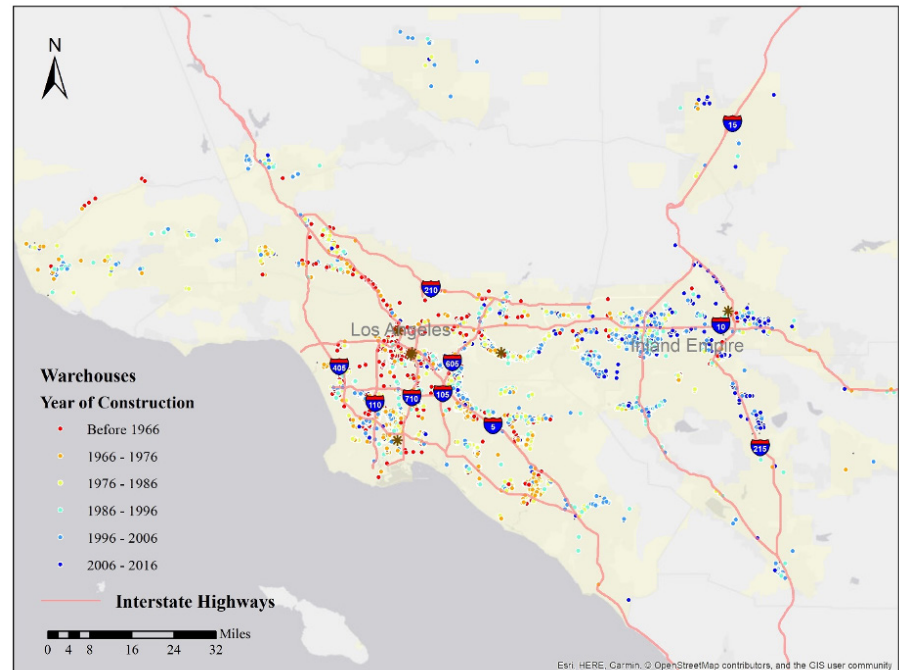 N
15
210
Los Angeles
10
Inland Empire
405
605
110
710
105
5
215
Warehouses
Year of Construction
Before 1966
1966 - 1976
1976 - 1986
1986 - 1996
1996 - 2006
2006 - 2016
Interstate Highways
Miles
0 4 8 16 24 32
Esri, HERE, Garmin, © OpenStreetMap contributors, and the GIS user community